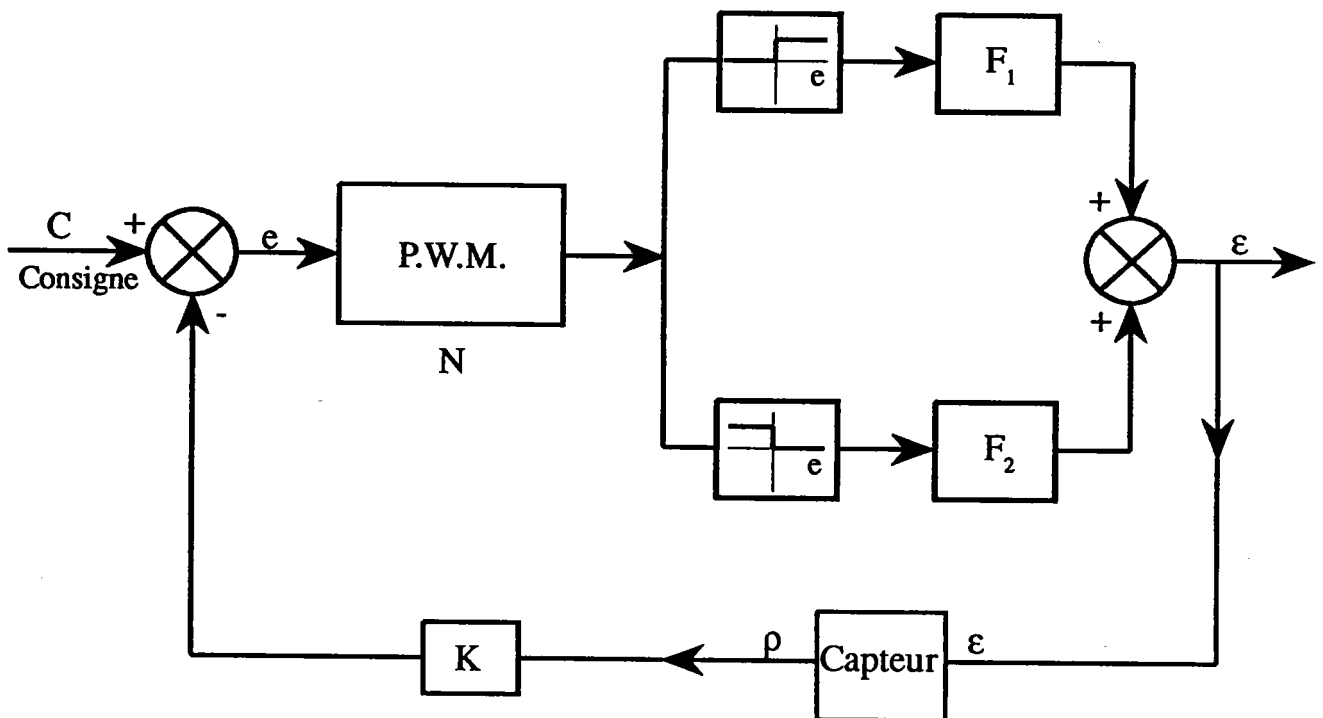 e
F₁
C
+
Consigne
-
e
P.W.M.
N
+
+
ε
e
F₂
K
ρ
Capteur
ε